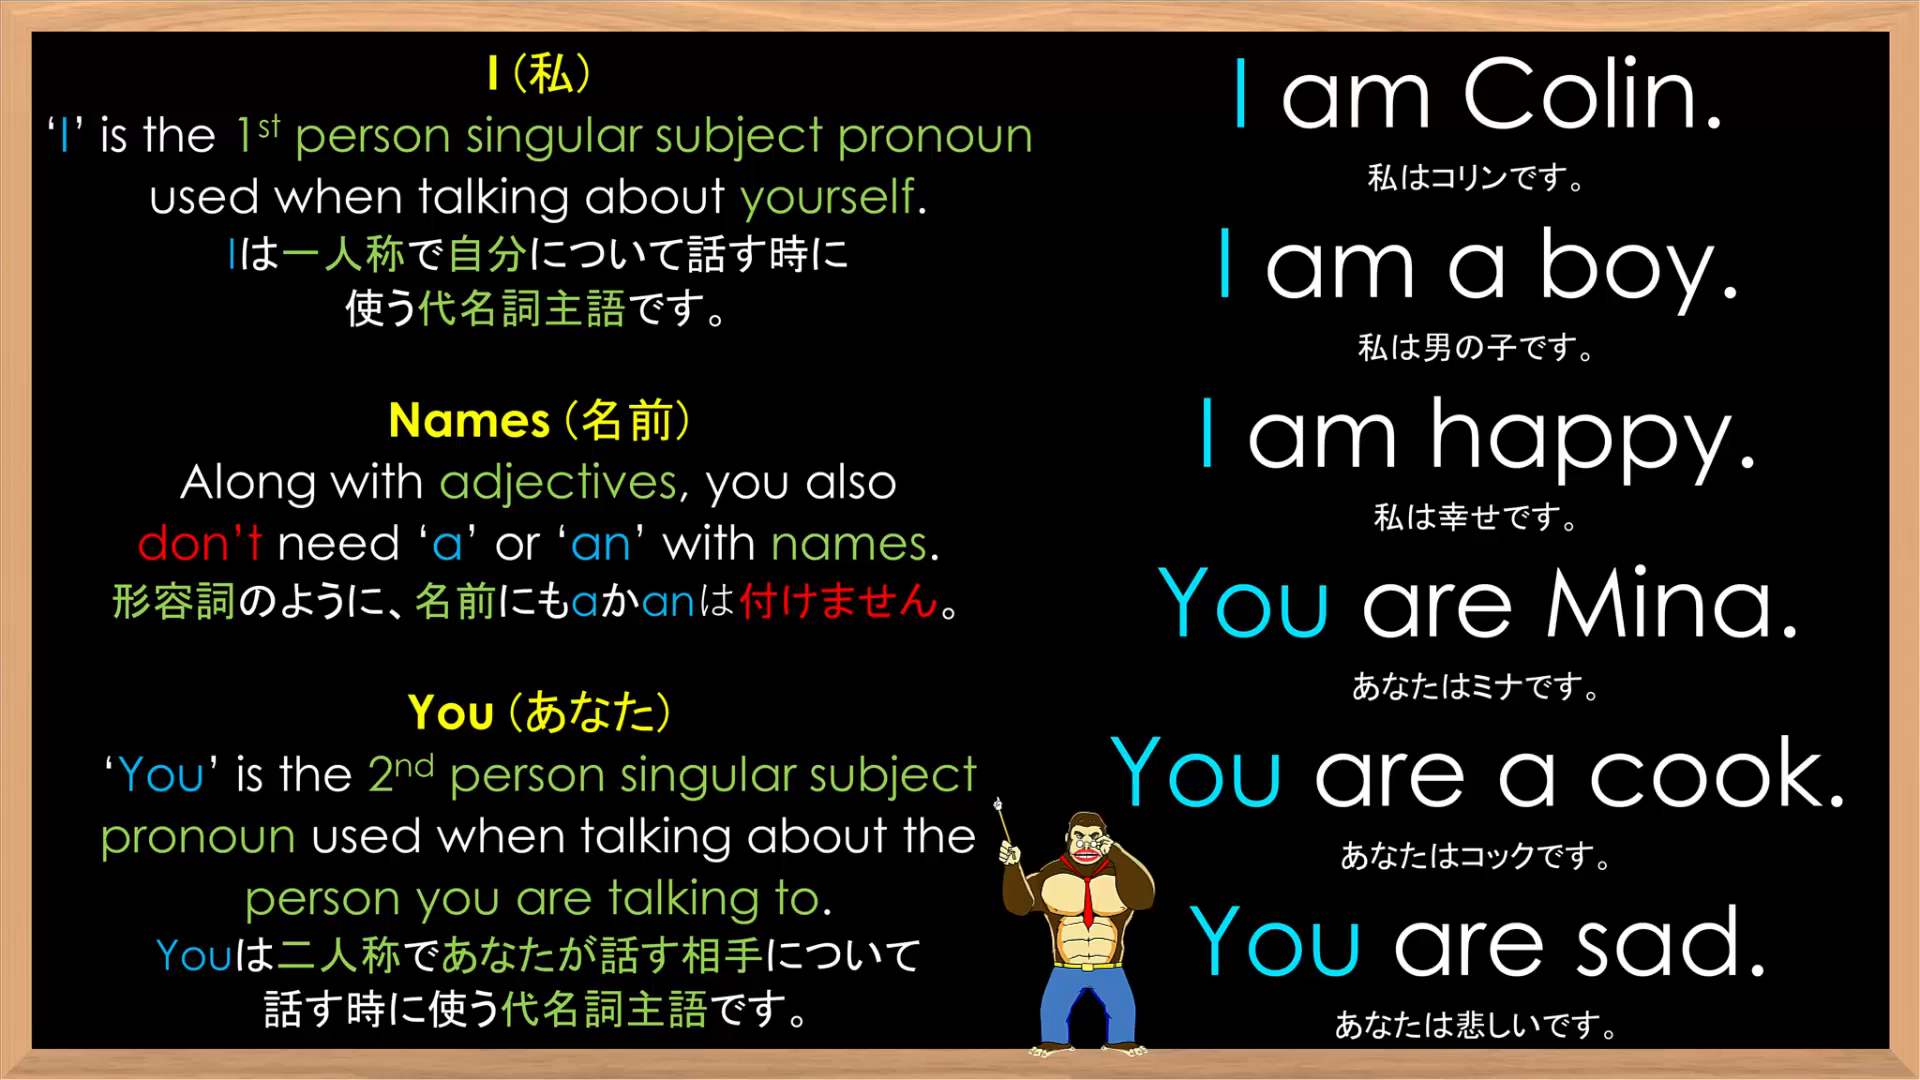 I（私）
‘I’ is the 1st person singular subject pronoun
used when talking about yourself.
Iは一人称で自分について話す時に
使う代名詞主語です。
Names（名前）
Along with adjectives, you also
don’t need ‘a’ or ‘an’ with names.
形容詞のように、名前にもaかanは付けません。
You（あなた）
‘You’ is the 2nd person singular subject
pronoun used when talking about the
person you are talking to.
Youは二人称であなたが話す相手について
話す時に使う代名詞主語です。
I am Colin.
私はコリンです。
I am a boy.
私は男の子です。
I am happy.
私は幸せです。
You are Mina.
あなたはミナです。
You are a cook.
あなたはコックです。
You are sad.
あなたは悲しいです。